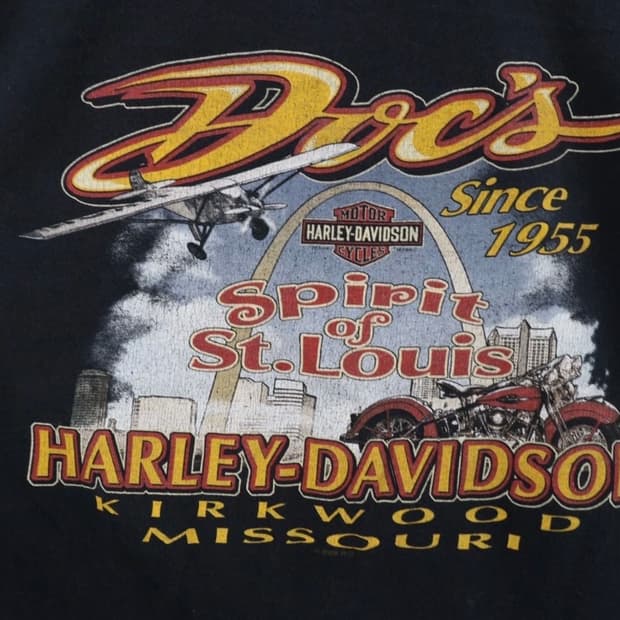 Doc's
Since
1955
MOTOR
HARLEY-DAVIDSON
CYCLES
Spirit
of
St. Louis
HARLEY-DAVIDSON
KIRKWOOD
MISSOURI